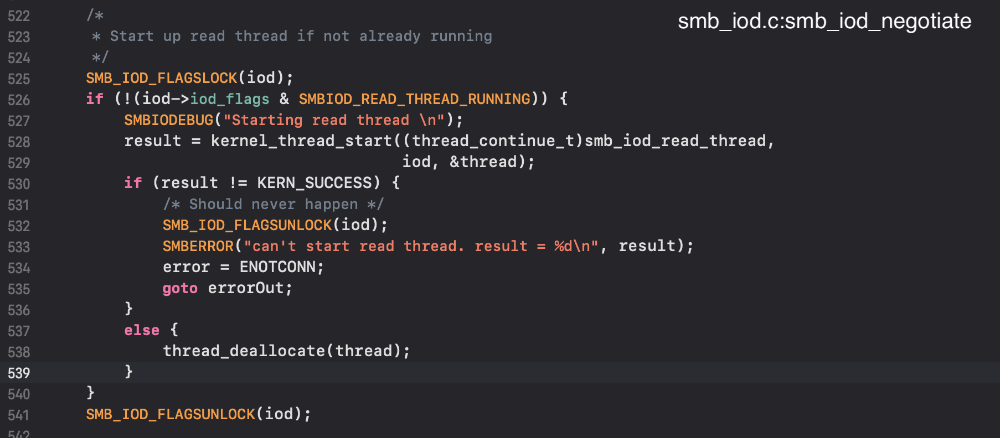 smb_iod.c:smb_iod_negotiate
522 /*
523 * Start up read thread if not already running
524 */
525 SMB_IOD_FLAGSLOCK(iod);
526 if (!(iod->iod_flags & SMBIOD_READ_THREAD_RUNNING)) {
527 SMBIODEBUG("Starting read thread \n");
528 result = kernel_thread_start((thread_continue_t)smb_iod_read_thread,
529 iod, &thread);
530 if (result != KERN_SUCCESS) {
531 /* Should never happen */
532 SMB_IOD_FLAGSUNLOCK(iod);
533 SMBERROR("can't start read thread. result = %d\n", result);
534 error = ENOTCONN;
535 goto errorOut;
536 }
537 else {
538 thread_deallocate(thread);
539 }
540 }
541 SMB_IOD_FLAGSUNLOCK(iod);
542